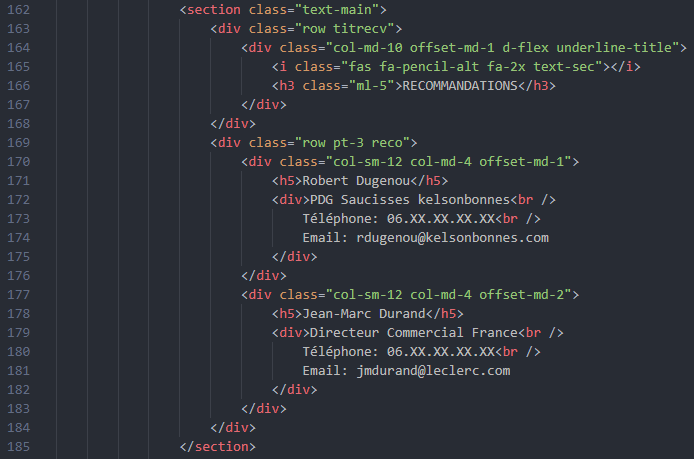 162 <section class="text-main">
163 <div class="row titrecv">
164 <div class="col-md-10 offset-md-1 d-flex underline-title">
165 <i class="fas fa-pencil-alt fa-2x text-sec"></i>
166 <h3 class="ml-5">RECOMMANDATIONS</h3>
167 </div>
168 </div>
169 <div class="row pt-3 reco">
170 <div class="col-sm-12 col-md-4 offset-md-1">
171 <h5>Robert Dugenou</h5>
172 <div>PDG Saucisses kelsonbonnes<br />
173 Téléphone: 06.XX.XX.XX.XX<br />
174 Email: rdugenou@kelsonbonnes.com
175 </div>
176 </div>
177 <div class="col-sm-12 col-md-4 offset-md-2">
178 <h5>Jean-Marc Durand</h5>
179 <div>Directeur Commercial France<br />
180 Téléphone: 06.XX.XX.XX.XX<br />
181 Email: jmdurand@leclerc.com
182 </div>
183 </div>
184 </div>
185 </section>